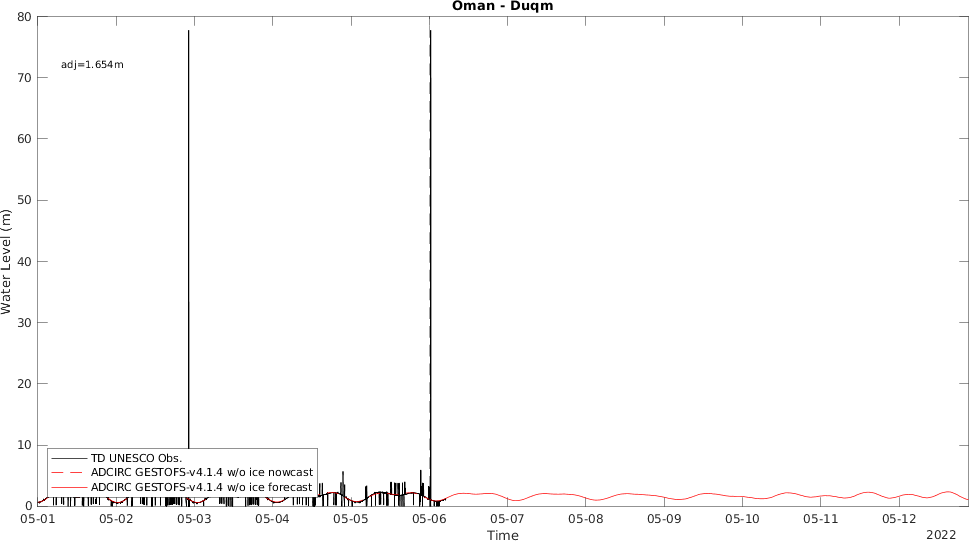 Oman - Duqm
80
adj=1.654m
70
60
50
40
30
20
10
0
Water Level (m)
TD UNESCO Obs.
ADCIRC GESTOFS-v4.1.4 w/o ice nowcast
ADCIRC GESTOFS-v4.1.4 w/o ice forecast
05-01 05-02 05-03 05-04 05-05 05-06 05-07 05-08 05-09 05-10 05-11 05-12
Time
2022